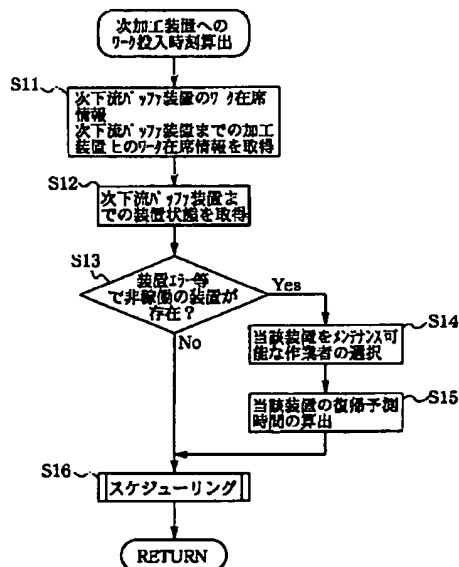 次加工装置への
ワーク投入時刻算出
S11
次下流バッファ装置のワーク在席
情報
次下流バッファ装置までの加工
装置上のワーク在席情報を取得
S12
次下流バッファ装置ま
での装置状態を取得
S13
装置エラー等
で非稼働の装置が
存在?
Yes
No
S14
当該装置をメンテナンス可
能な作業者の選択
S15
当該装置の復帰予測
時間の算出
S16
スケジューリング
RETURN